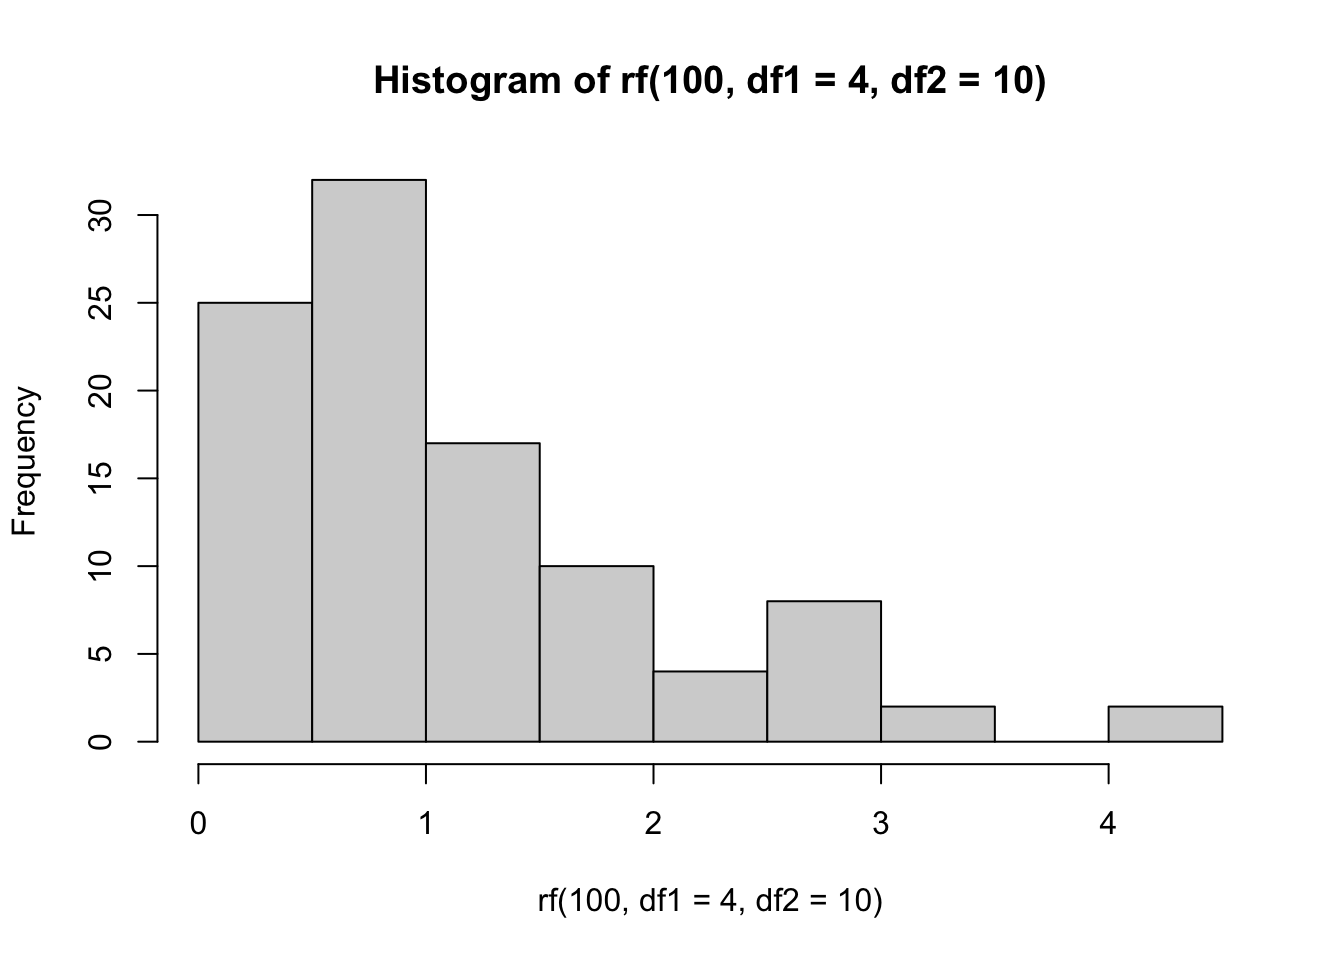 Histogram of rf(100, df1 = 4, df2 = 10)
Frequency
30
25
20
15
10
5
0
0 1 2 3 4
rf(100, df1 = 4, df2 = 10)